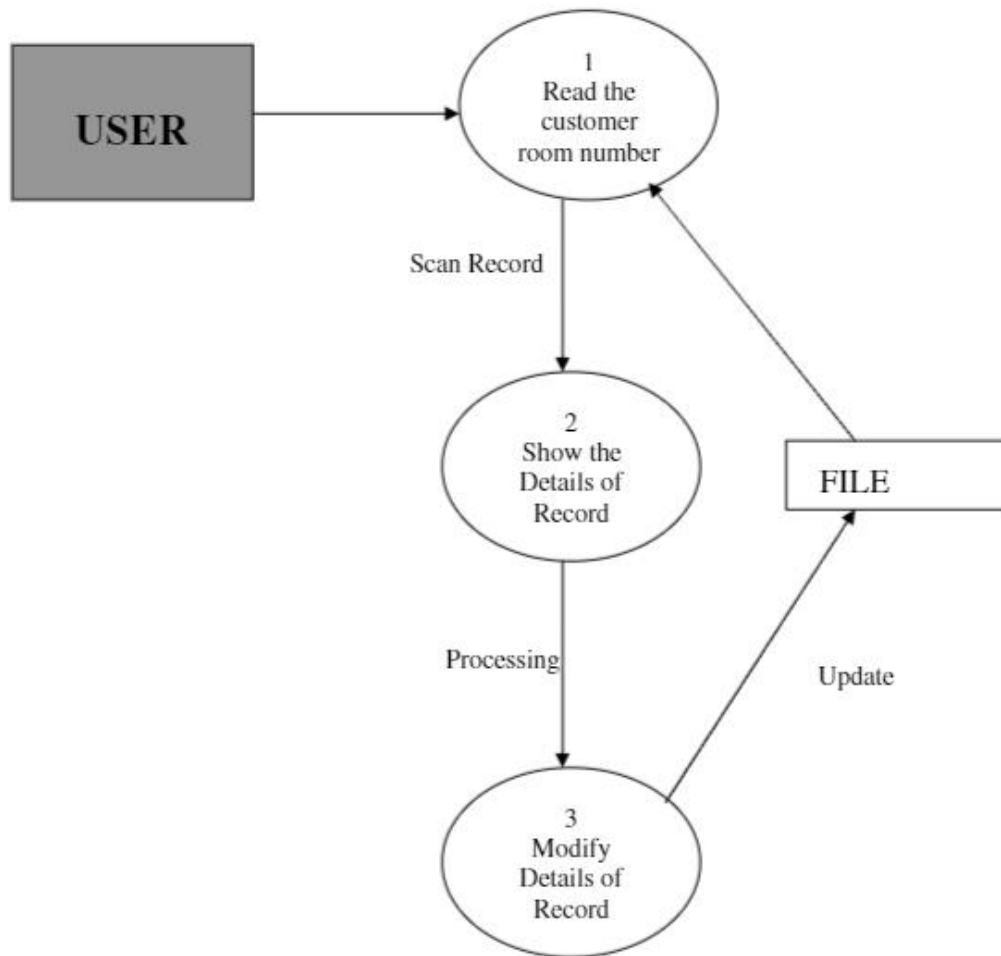 USER
1
Read the
customer
room number
Scan Record
2
Show the
Details of
Record
FILE
Processing
Update
3
Modify
Details of
Record